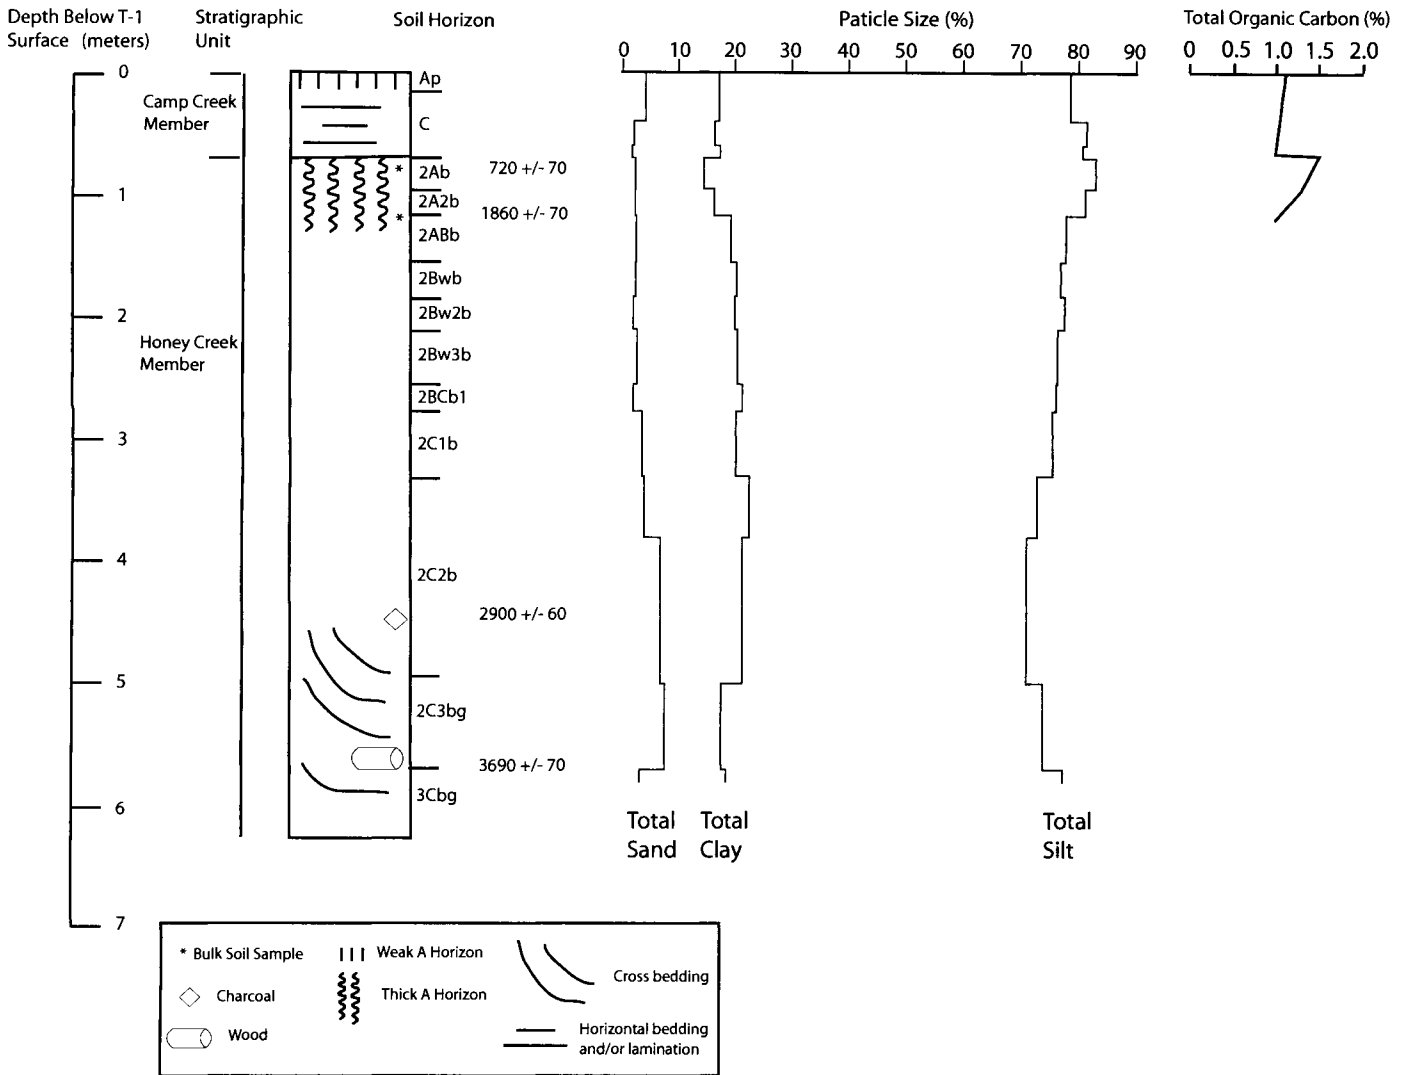 Depth Below T-1
Surface (meters)
Stratigraphic
Unit
Soil Horizon
Paticle Size (%)
Total Organic Carbon (%)
0 10 20 30 40 50 60 70 80 90
0 0.5 1.0 1.5 2.0
0
1
2
3
4
5
6
7
Camp Creek
Member
Honey Creek
Member
Ap
C
*
2Ab
2A2b
*
2ABb
2Bwb
2Bw2b
2Bw3b
2BCb1
2C1b
2C2b
2C3bg
3Cbg
720 +/- 70
1860 +/- 70
2900 +/- 60
3690 +/- 70
Total
Sand
Total
Clay
Total
Silt
* Bulk Soil Sample
Charcoal
Wood
Weak A Horizon
Thick A Horizon
Cross bedding
Horizontal bedding
and/or lamination